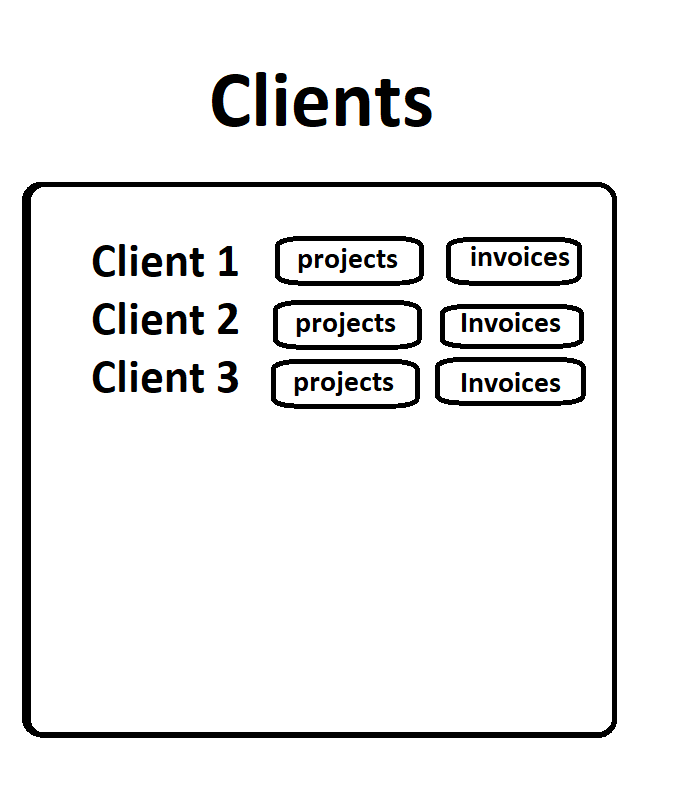 Clients
Client 1 projects invoices
Client 2 projects Invoices
Client 3 projects Invoices